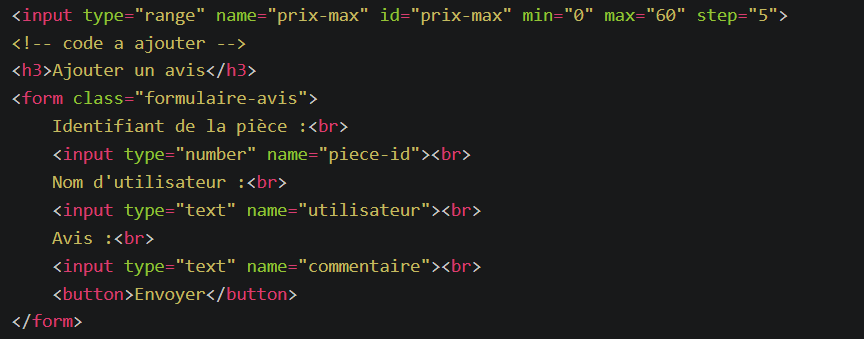 <input type="range" name="prix-max" id="prix-max" min="0" max="60" step="5">
<!-- code a ajouter -->
<h3>Ajouter un avis</h3>
<form class="formulaire-avis">
    Identifiant de la pièce :<br>
    <input type="number" name="piece-id"><br>
    Nom d'utilisateur :<br>
    <input type="text" name="utilisateur"><br>
    Avis :<br>
    <input type="text" name="commentaire"><br>
    <button>Envoyer</button>
</form>